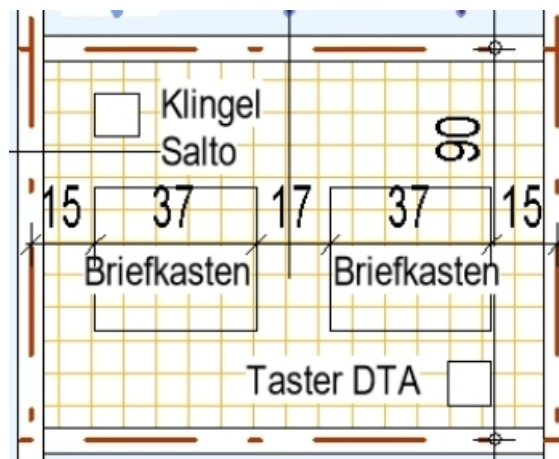 Klingel
Salto
90
15 37 17 37 15
Briefkasten Briefkasten
Taster DTA